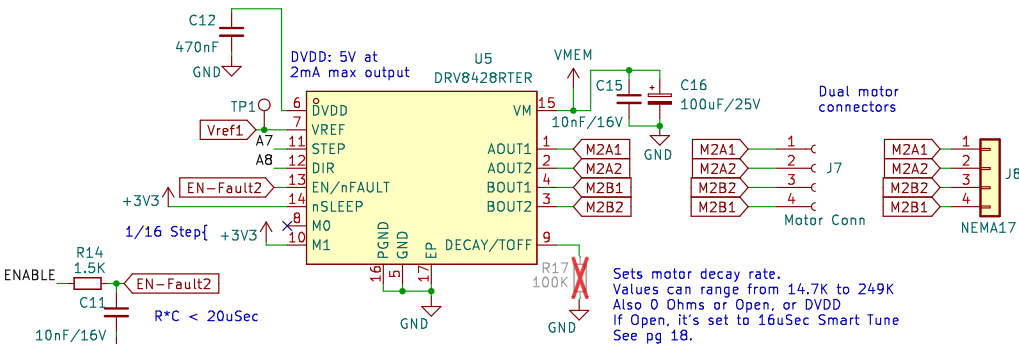 C12
470nF
GND
DVDD: 5V at
2mA max output
U5
DRV8428RTER
VMEM
C15
10nF/16V
C16
100uF/25V
GND
Dual motor
connectors
TP1
Vref1
A7
A8
6 DVDD
7 VREF
11 STEP
12 DIR
EN-Fault2
13 EN/nFAULT
+3V3
14 nSLEEP
8 M0
1/16 Step{
+3V3
10 M1
VM 15
AOUT1 1 M2A1
AOUT2 2 M2A2
BOUT1 4 M2B1
BOUT2 3 M2B2
DECAY/TOFF 9
PGND 16
GND 5
EP 17
GND
M2A1 1
M2A2 2
M2B2 3
M2B1 4
J7
Motor Conn
M2A1 1
M2A2 2
M2B2 3
M2B1 4
J8
NEMA17
ENABLE
R14
1.5K
EN-Fault2
C11
10nF/16V
R*C < 20uSec
R17
100K
GND
Sets motor decay rate.
Values can range from 14.7K to 249K
Also 0 Ohms or Open, or DVDD
If Open, it's set to 16uSec Smart Tune
See pg 18.